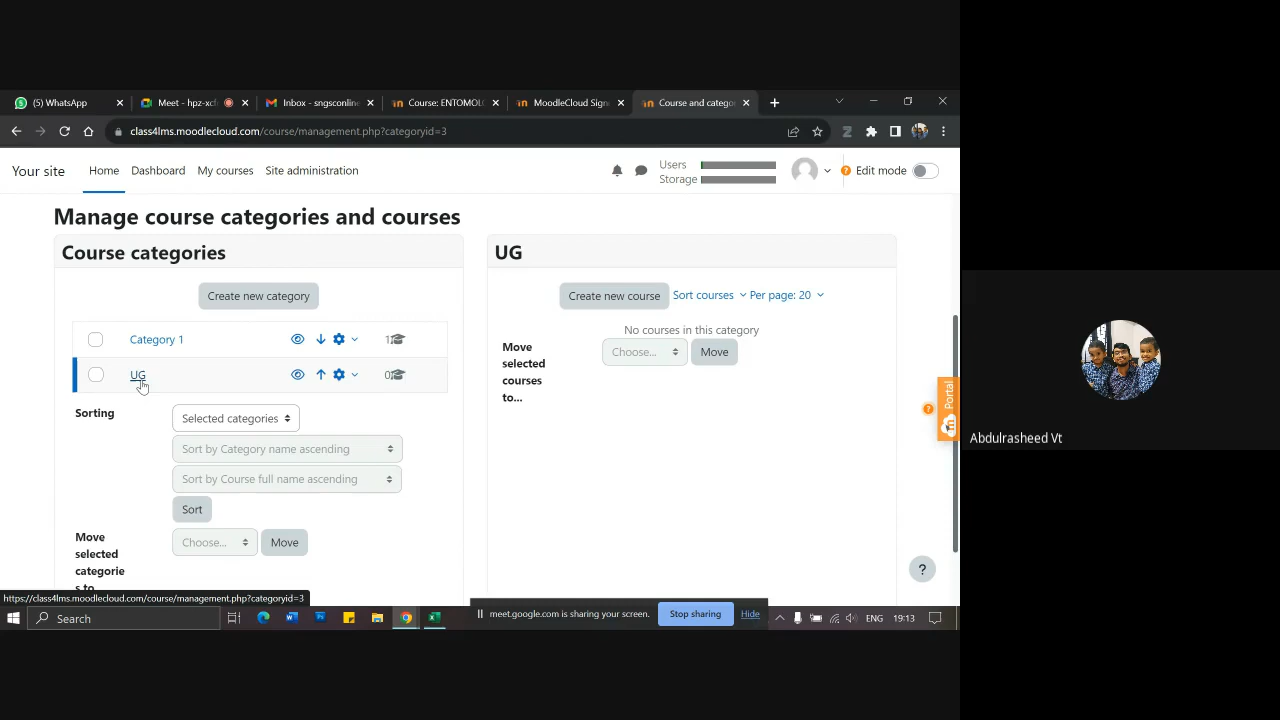 (5) WhatsApp
Meet - hpz-xcf
Inbox - sngsonline
Course: ENTOMOLO
MoodleCloud Sign
Course and catego
class4lms.moodlecloud.com/course/management.php?categoryid=3
Your site
Home
Dashboard
My courses
Site administration
Users
Storage
Edit mode
Manage course categories and courses
Course categories
Create new category
Category 1
1
UG
0
Sorting
Selected categories
Sort by Category name ascending
Sort by Course full name ascending
Sort
Move
selected
categorie
s to
Choose...
Move
UG
Create new course
Sort courses
Per page: 20
No courses in this category
Move
selected
courses
to...
Choose...
Move
Portal
?
Abdulrasheed Vt
https://class4lms.moodlecloud.com/course/management.php?categoryid=3
Search
meet.google.com is sharing your screen.
Stop sharing
Hide
ENG
19:13